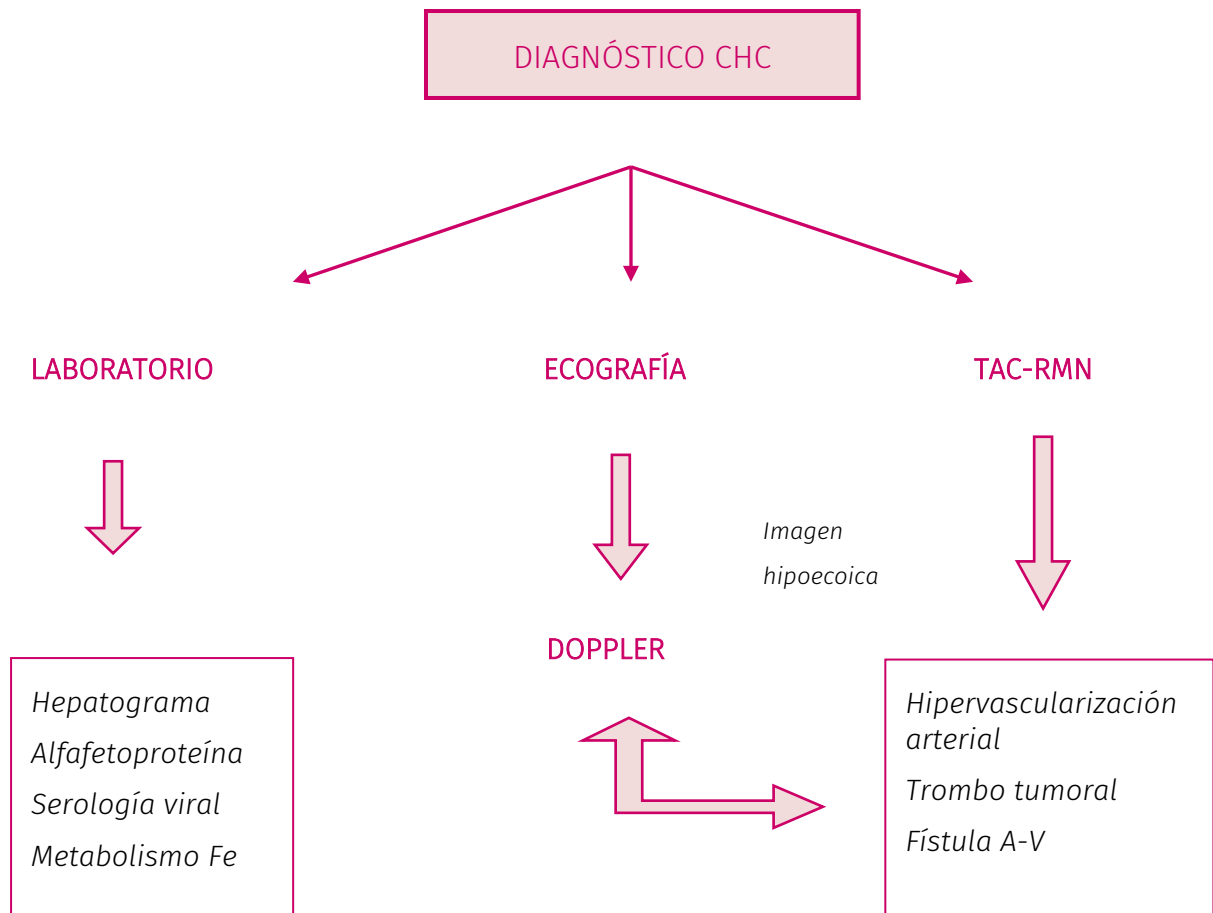 DIAGNÓSTICO CHC
LABORATORIO
ECOGRAFÍA
TAC-RMN
Imagen
hipoecoica
DOPPLER
Hepatograma
Alfafetoproteína
Serología viral
Metabolismo Fe
Hipervascularización
arterial
Trombo tumoral
Fístula A-V